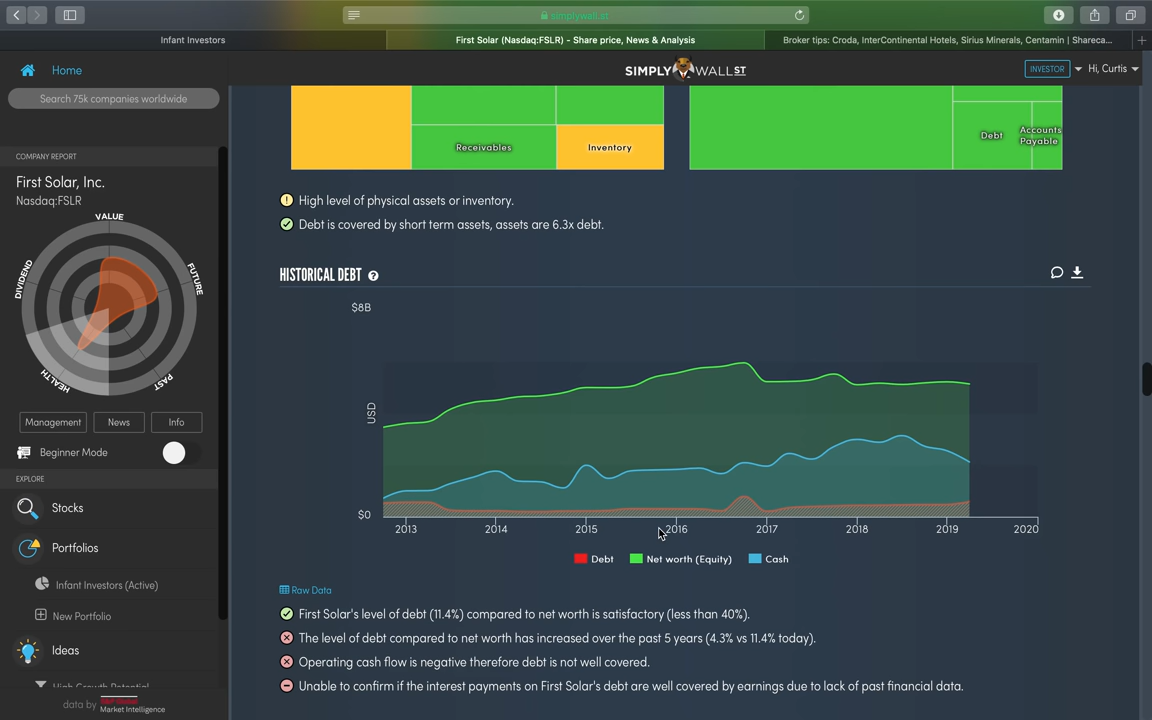 simplywall.st
Infant Investors
First Solar (Nasdaq:FSLR) - Share price, News & Analysis
Broker tips: Croda, InterContinental Hotels, Sirius Minerals, Centamin | Shareca...
Home
SIMPLY WALL ST
INVESTOR
Hi, Curtis
Search 75k companies worldwide
COMPANY REPORT
First Solar, Inc.
Nasdaq:FSLR
VALUE
FUTURE
PAST
HEALTH
DIVIDEND
Management
News
Info
Beginner Mode
EXPLORE
Stocks
Portfolios
Infant Investors (Active)
New Portfolio
Ideas
High Growth Potential
data by
Market Intelligence
Receivables
Inventory
Debt
Accounts
Payable
High level of physical assets or inventory.
Debt is covered by short term assets, assets are 6.3x debt.
HISTORICAL DEBT
$8B
USD
$0
2013 2014 2015 2016 2017 2018 2019 2020
Debt Net worth (Equity) Cash
Raw Data
First Solar's level of debt (11.4%) compared to net worth is satisfactory (less than 40%).
The level of debt compared to net worth has increased over the past 5 years (4.3% vs 11.4% today).
Operating cash flow is negative therefore debt is not well covered.
Unable to confirm if the interest payments on First Solar's debt are well covered by earnings due to lack of past financial data.